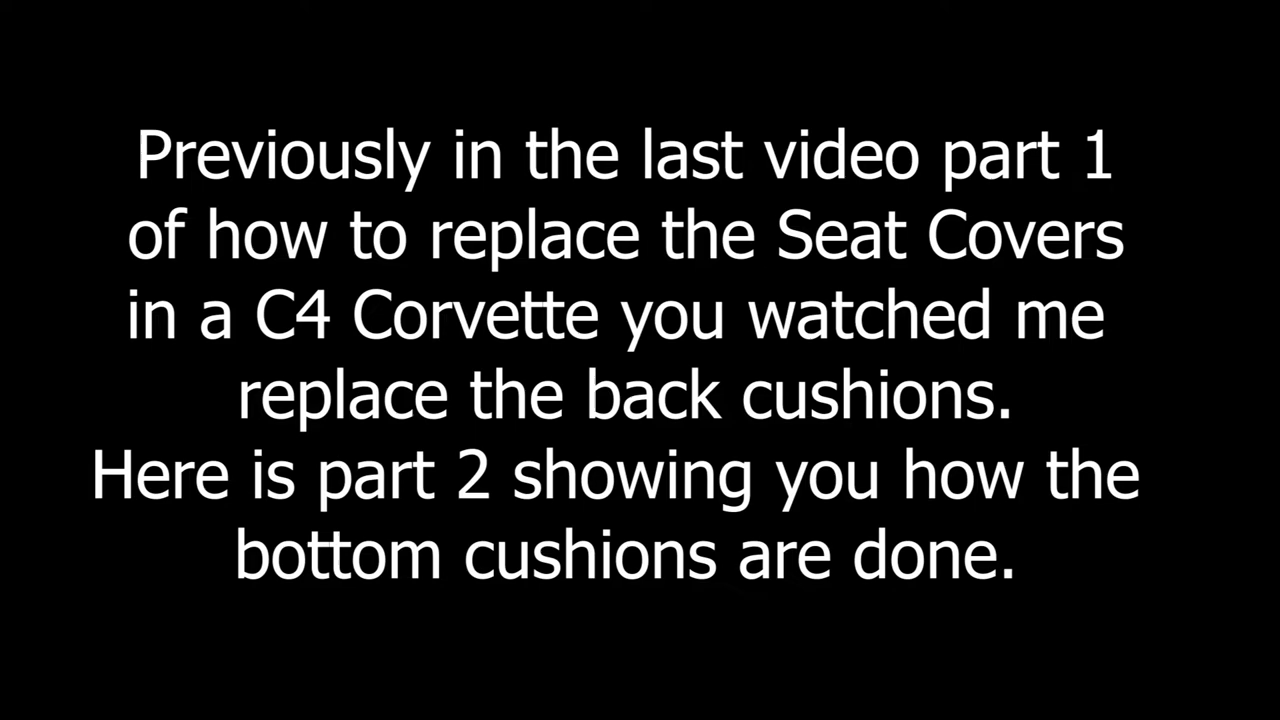 Previously in the last video part 1
of how to replace the Seat Covers
in a C4 Corvette you watched me
replace the back cushions.
Here is part 2 showing you how the
bottom cushions are done.